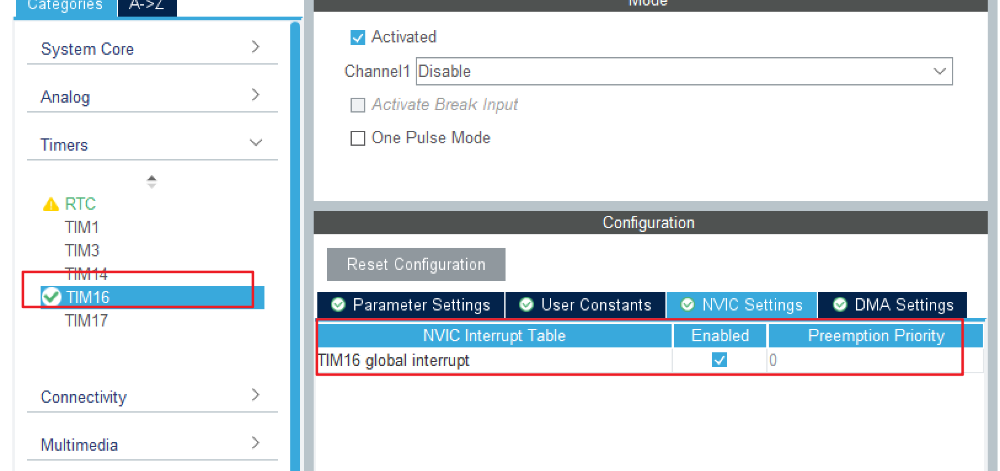 Categories A->Z
System Core
Analog
Timers
RTC
TIM1
TIM3
TIM14
TIM16
TIM17
Connectivity
Multimedia
Mode
Activated
Channel1 Disable
Activate Break Input
One Pulse Mode
Configuration
Reset Configuration
Parameter Settings User Constants NVIC Settings DMA Settings
NVIC Interrupt Table Enabled Preemption Priority
TIM16 global interrupt 0